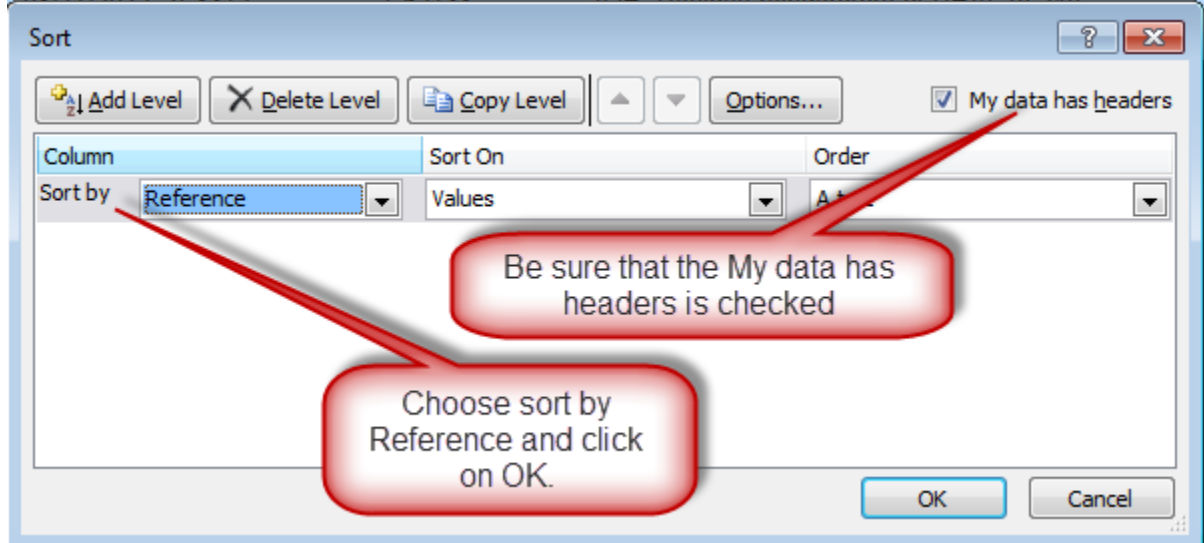 Sort
Add Level Delete Level Copy Level Options... My data has headers
Column Sort On Order
Sort by Reference Values A
Be sure that the My data has
headers is checked
Choose sort by
Reference and click
on OK.
OK Cancel